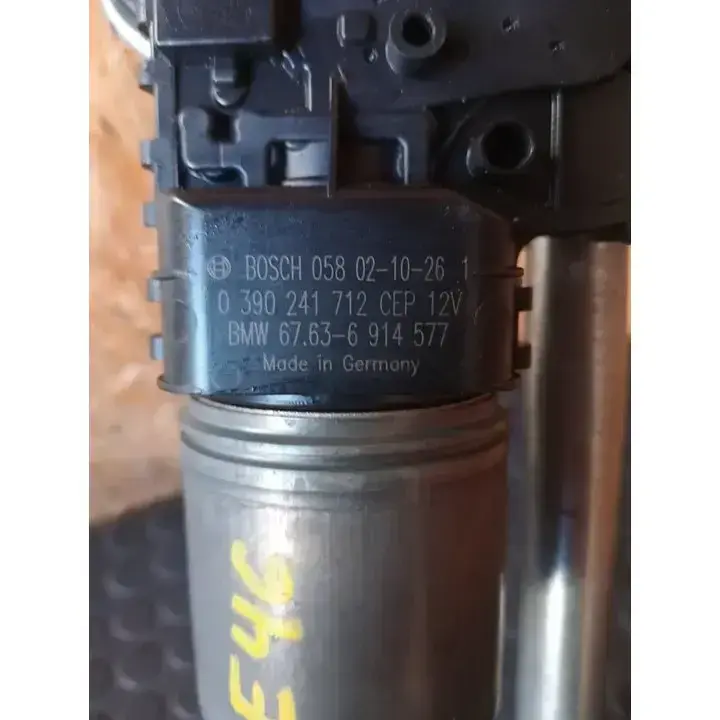 BOSCH 058 02-10-26 1
0 390 241 712 CEP 12V
BMW 67.63-6 914 577
Made in Germany
E46